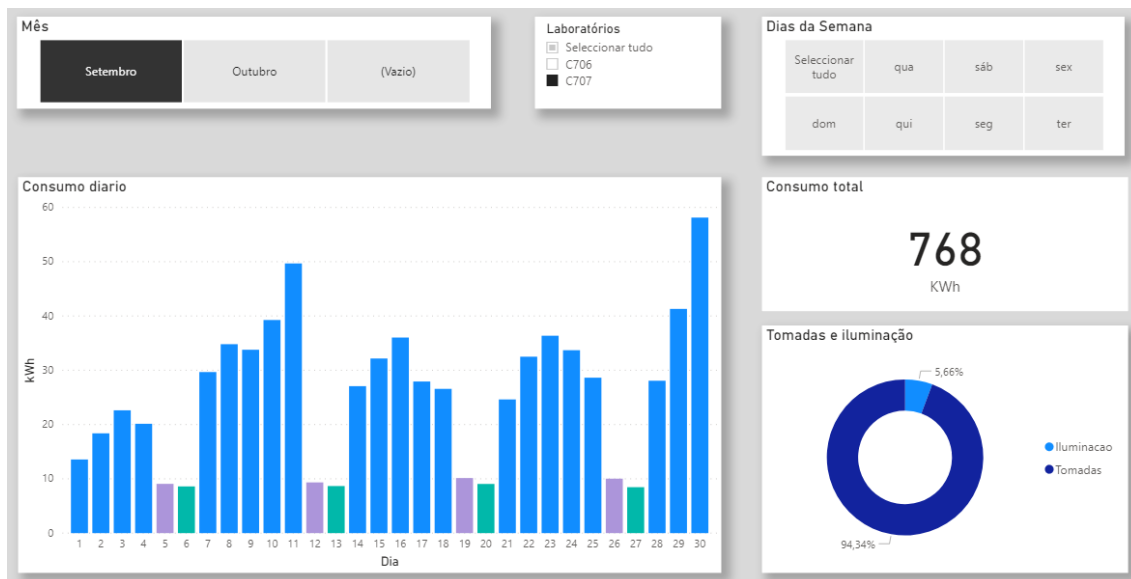 Mês
Setembro
Outubro
(Vazio)
Laboratórios
Seleccionar tudo
C706
C707
Dias da Semana
Seleccionar
tudo
qua
sáb
sex
dom
qui
seg
ter
Consumo diario
60
50
40
30
20
10
0
kWh
1 2 3 4 5 6 7 8 9 10 11 12 13 14 15 16 17 18 19 20 21 22 23 24 25 26 27 28 29 30
Dia
Consumo total
768
KWh
Tomadas e iluminação
5,66%
94,34%
Iluminacao
Tomadas